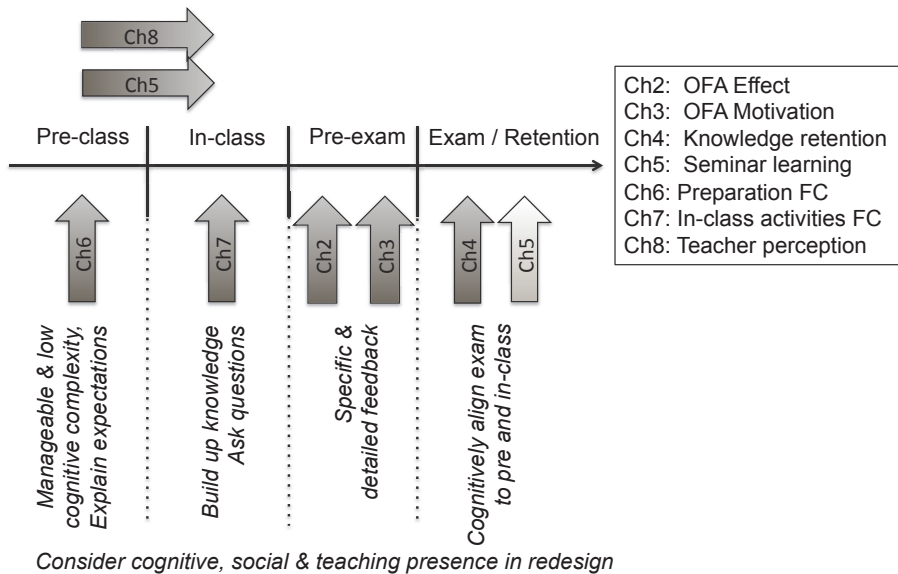 Ch8
Ch5
Pre-class
In-class
Pre-exam
Exam / Retention
Ch6
Ch7
Ch2
Ch3
Ch4
Ch5
Manageable & low
cognitive complexity,
Explain expectations
Build up knowledge
Ask questions
Specific &
detailed feedback
Cognitively align exam
to pre and in-class
Consider cognitive, social & teaching presence in redesign
Ch2: OFA Effect
Ch3: OFA Motivation
Ch4: Knowledge retention
Ch5: Seminar learning
Ch6: Preparation FC
Ch7: In-class activities FC
Ch8: Teacher perception